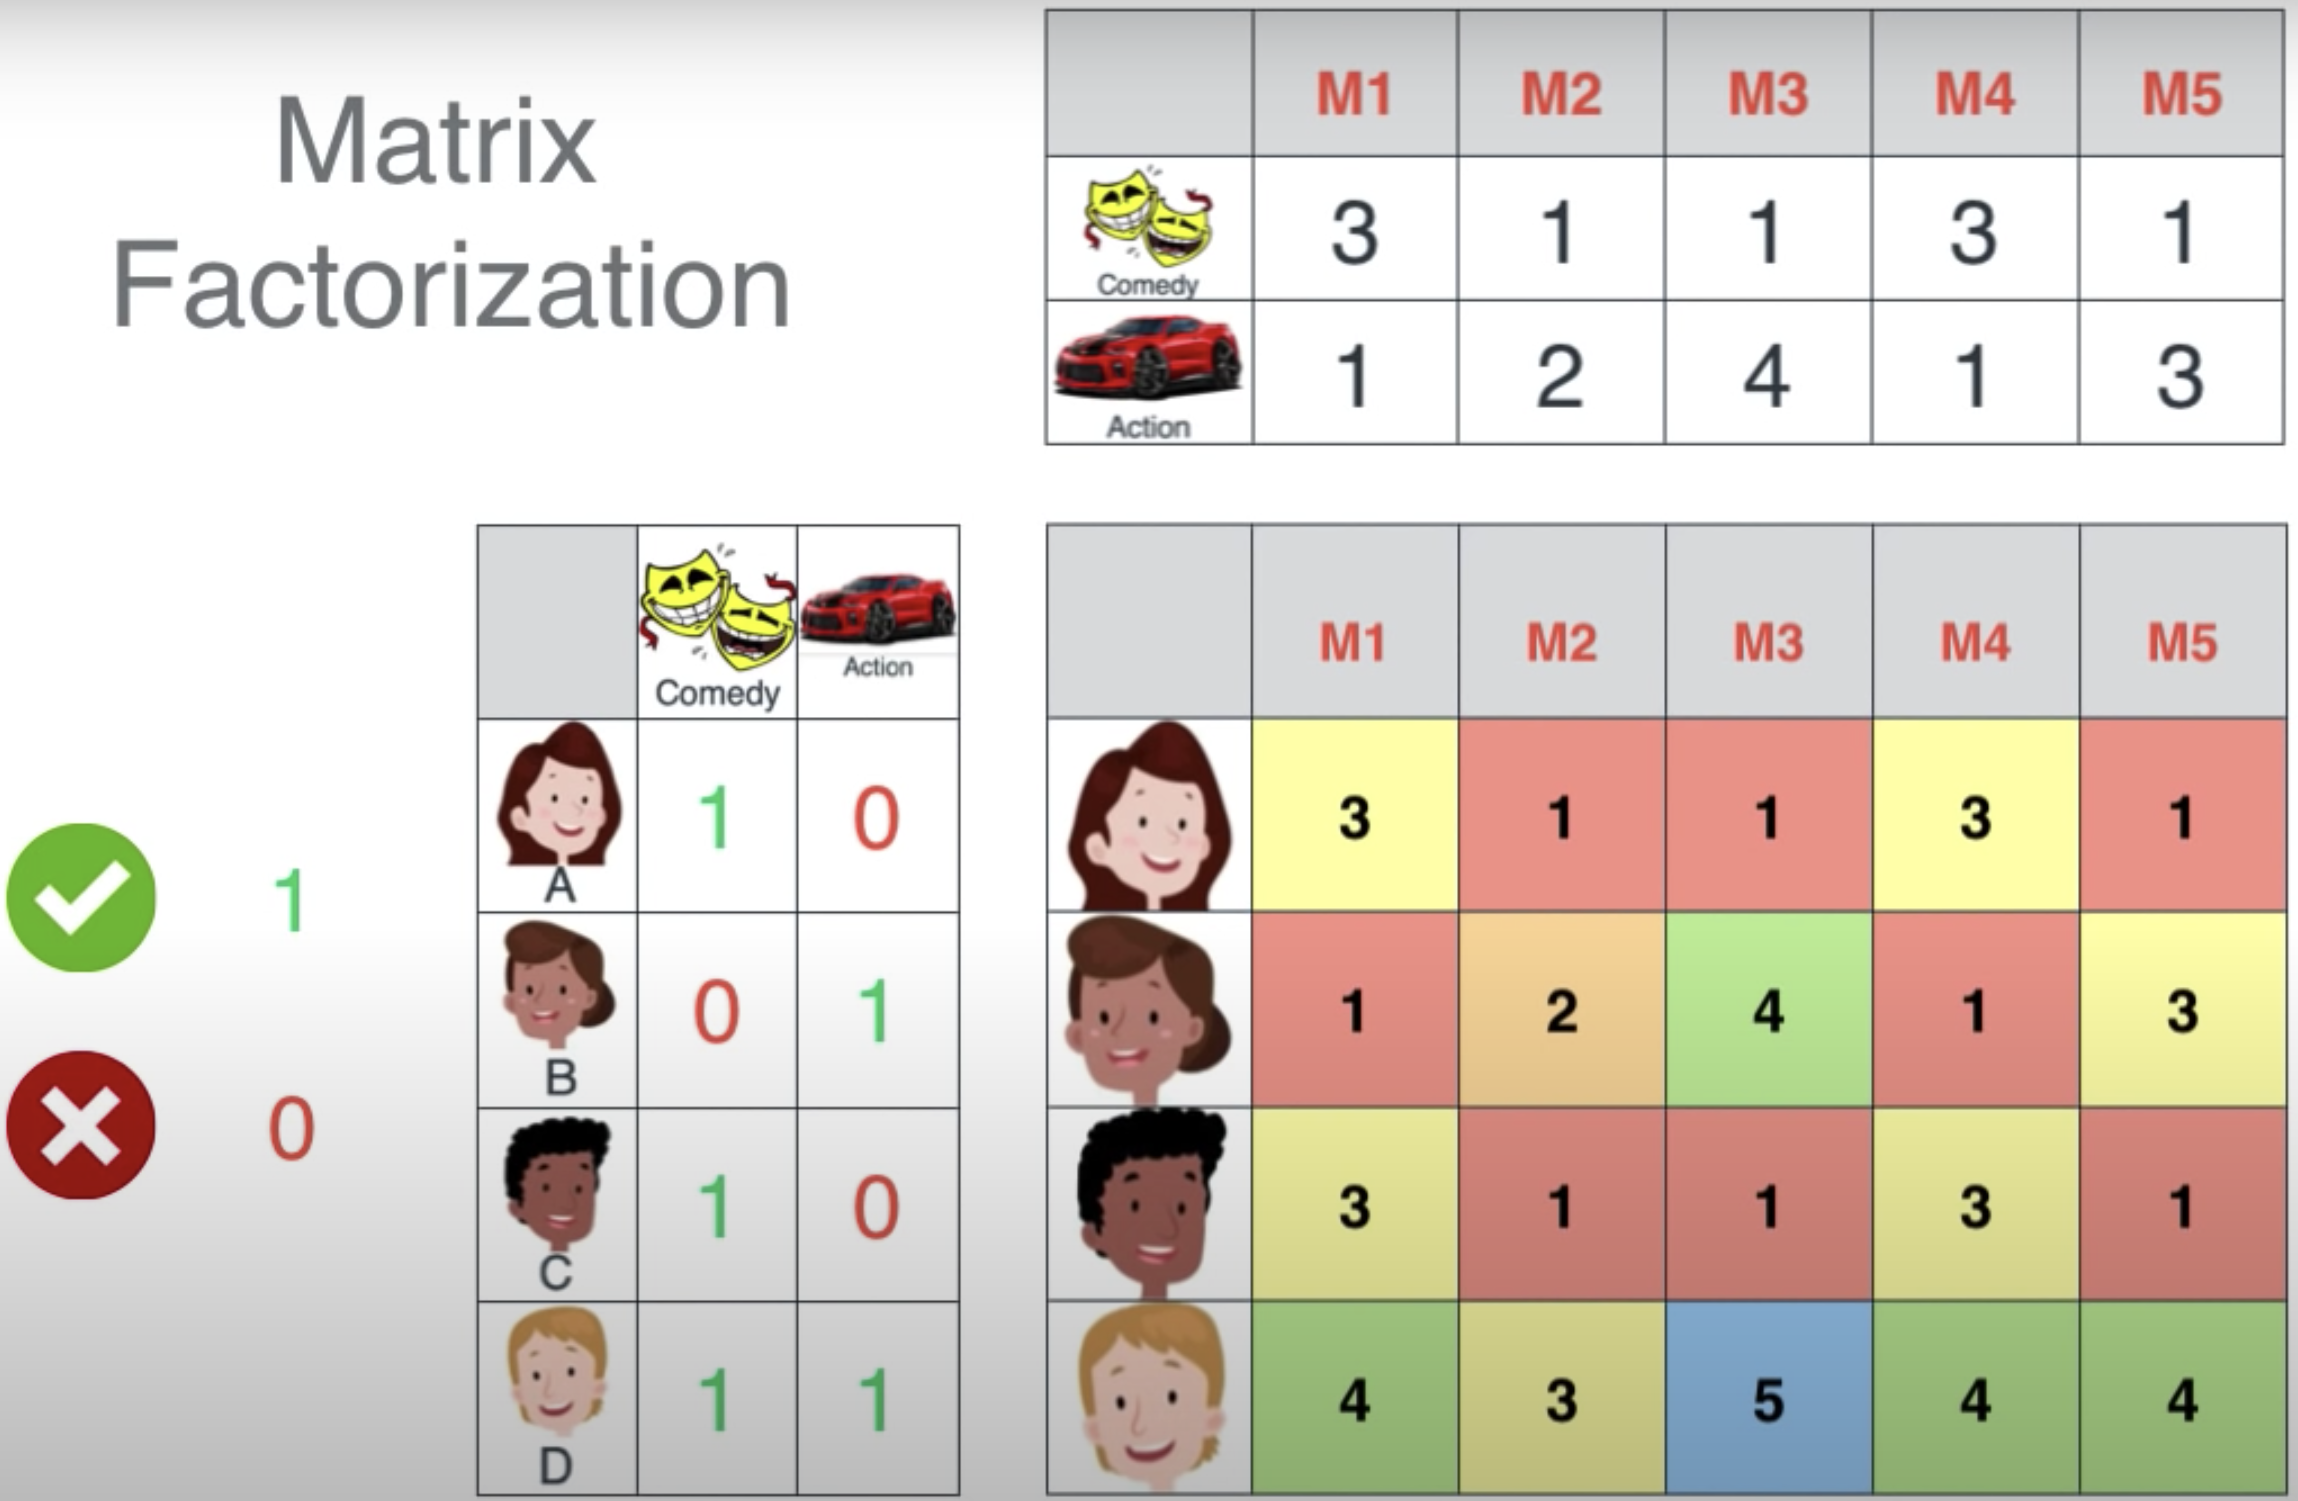 Matrix
Factorization
M1 M2 M3 M4 M5
Comedy 3 1 1 3 1
Action 1 2 4 1 3
Comedy Action
A 1 0
B 0 1
C 1 0
D 1 1
1
0
M1 M2 M3 M4 M5
3 1 1 3 1
1 2 4 1 3
3 1 1 3 1
4 3 5 4 4